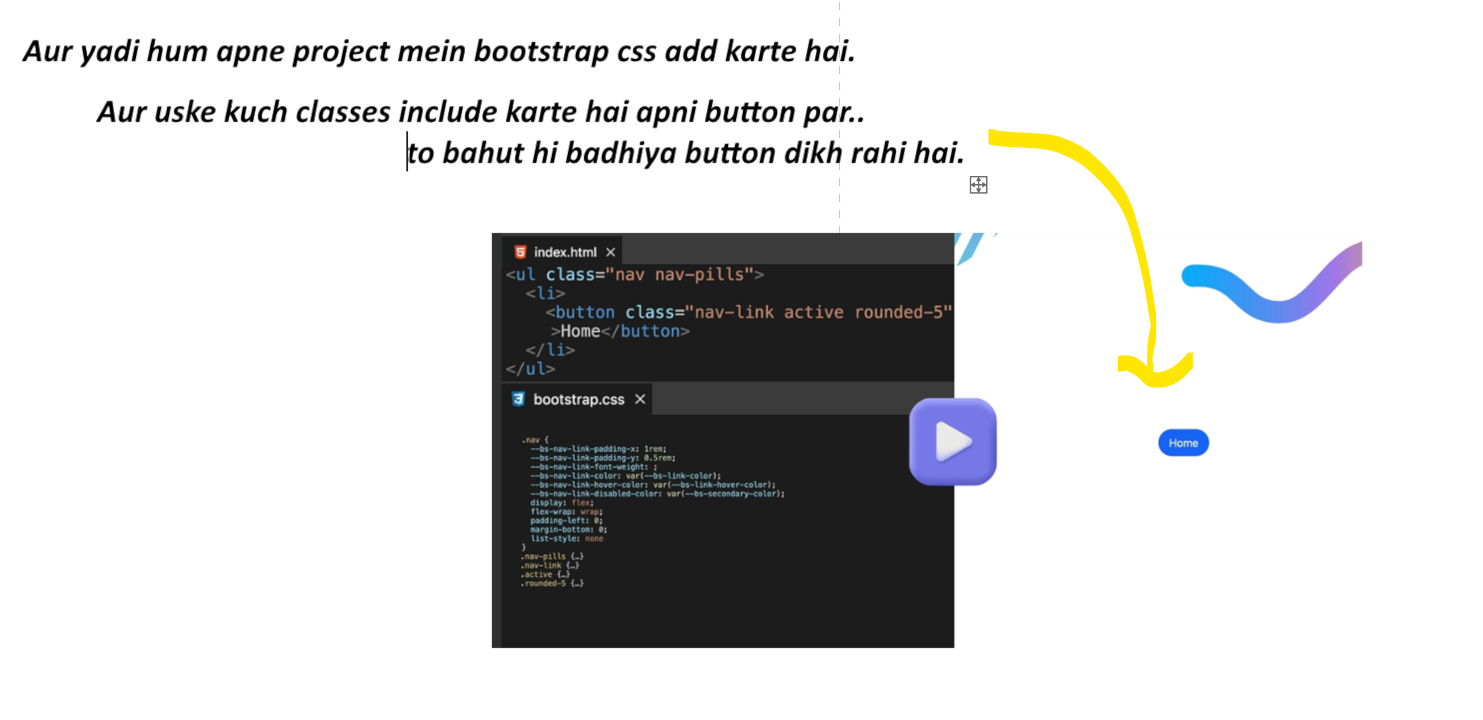 Aur yadi hum apne project mein bootstrap css add karte hai.
Aur uske kuch classes include karte hai apni button par..
to bahut hi badhiya button dikh rahi hai.
index.html ×
<ul class="nav nav-pills">
<li>
<button class="nav-link active rounded-5"
>Home</button>
</li>
</ul>
bootstrap.css ×
.nav {
--bs-nav-link-padding-x: 1rem;
--bs-nav-link-padding-y: 0.5rem;
--bs-nav-link-font-weight: ;
--bs-nav-link-color: var(--bs-link-color);
--bs-nav-link-hover-color: var(--bs-link-hover-color);
--bs-nav-link-disabled-color: var(--bs-secondary-color);
display: flex;
flex-wrap: wrap;
padding-left: 0;
margin-bottom: 0;
list-style: none
}
.nav-pills {…}
.nav-link {…}
.active {…}
.rounded-5 {…}
Home